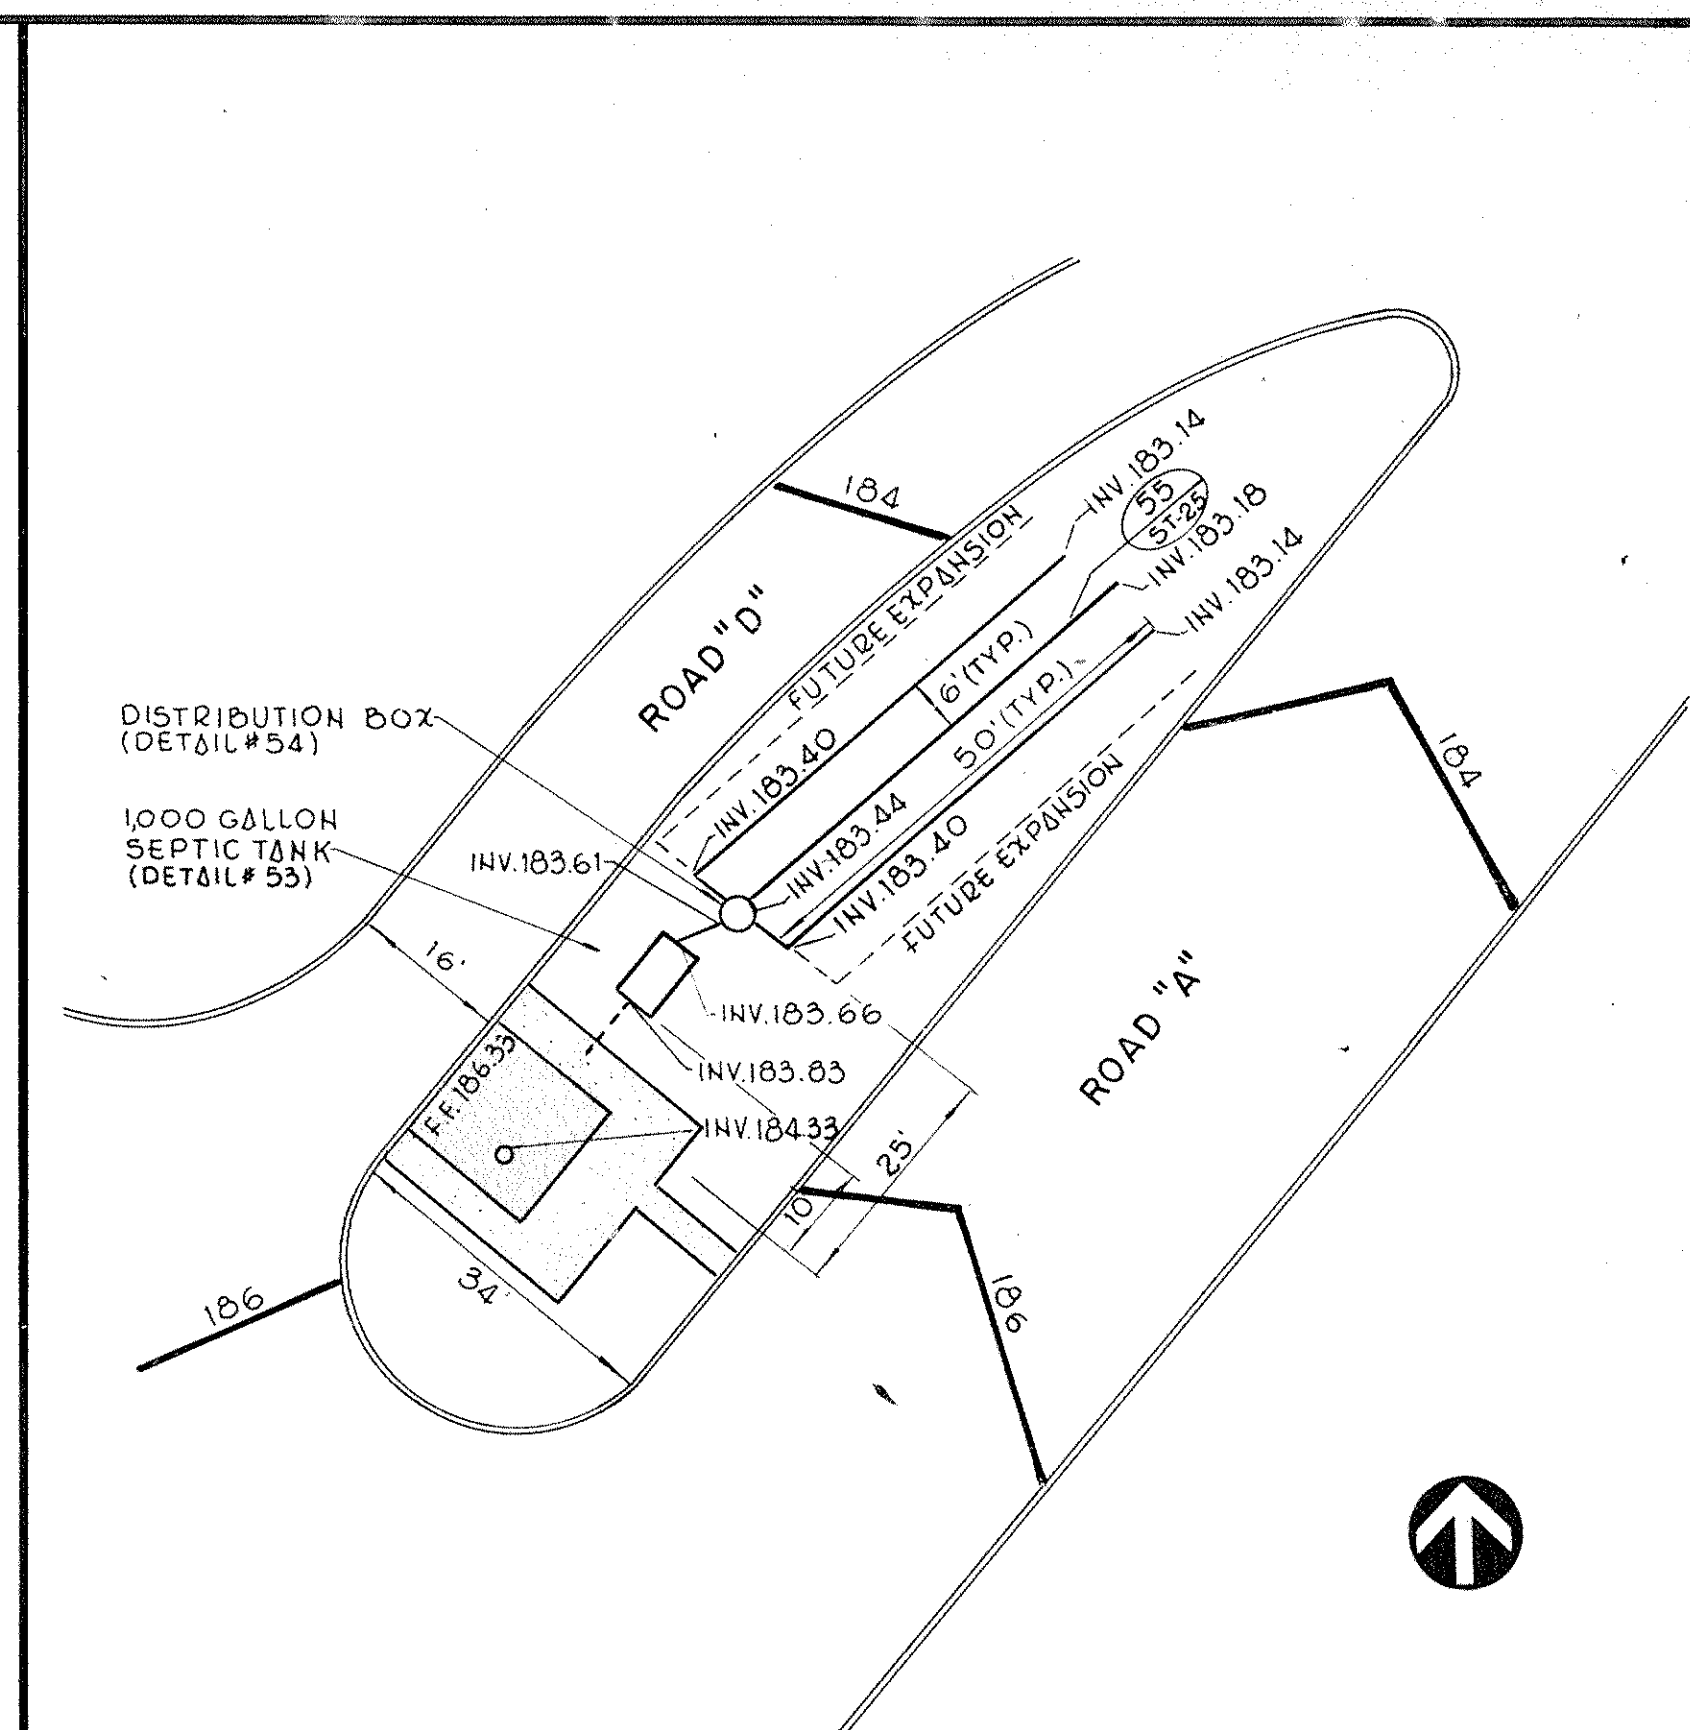 INV.183.14
184
55
ST-25
INV.183.18
FUTURE EXPANSION
INV.183.14
ROAD "D"
6'(TYP.)
50'(TYP.)
DISTRIBUTION BOX
(DETAIL#54)
INV.183.40
184
1,000 GALLON
SEPTIC TANK
(DETAIL#53)
INV.183.61
INV.183.44
INV.183.40
FUTURE EXPANSION
16'
INV.183.66
ROAD "A"
F.F. 186.33
INV.183.83
INV.184.33
25'
10'
34'
186
186